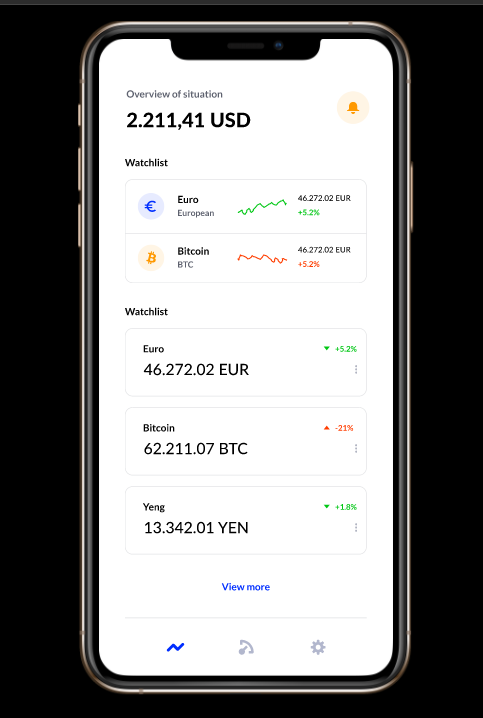 Overview of situation
2.211,41 USD
Watchlist
Euro
European
46.272.02 EUR
+5.2%
Bitcoin
BTC
46.272.02 EUR
+5.2%
Watchlist
Euro
+5.2%
46.272.02 EUR
Bitcoin
-21%
62.211.07 BTC
Yeng
+1.8%
13.342.01 YEN
View more